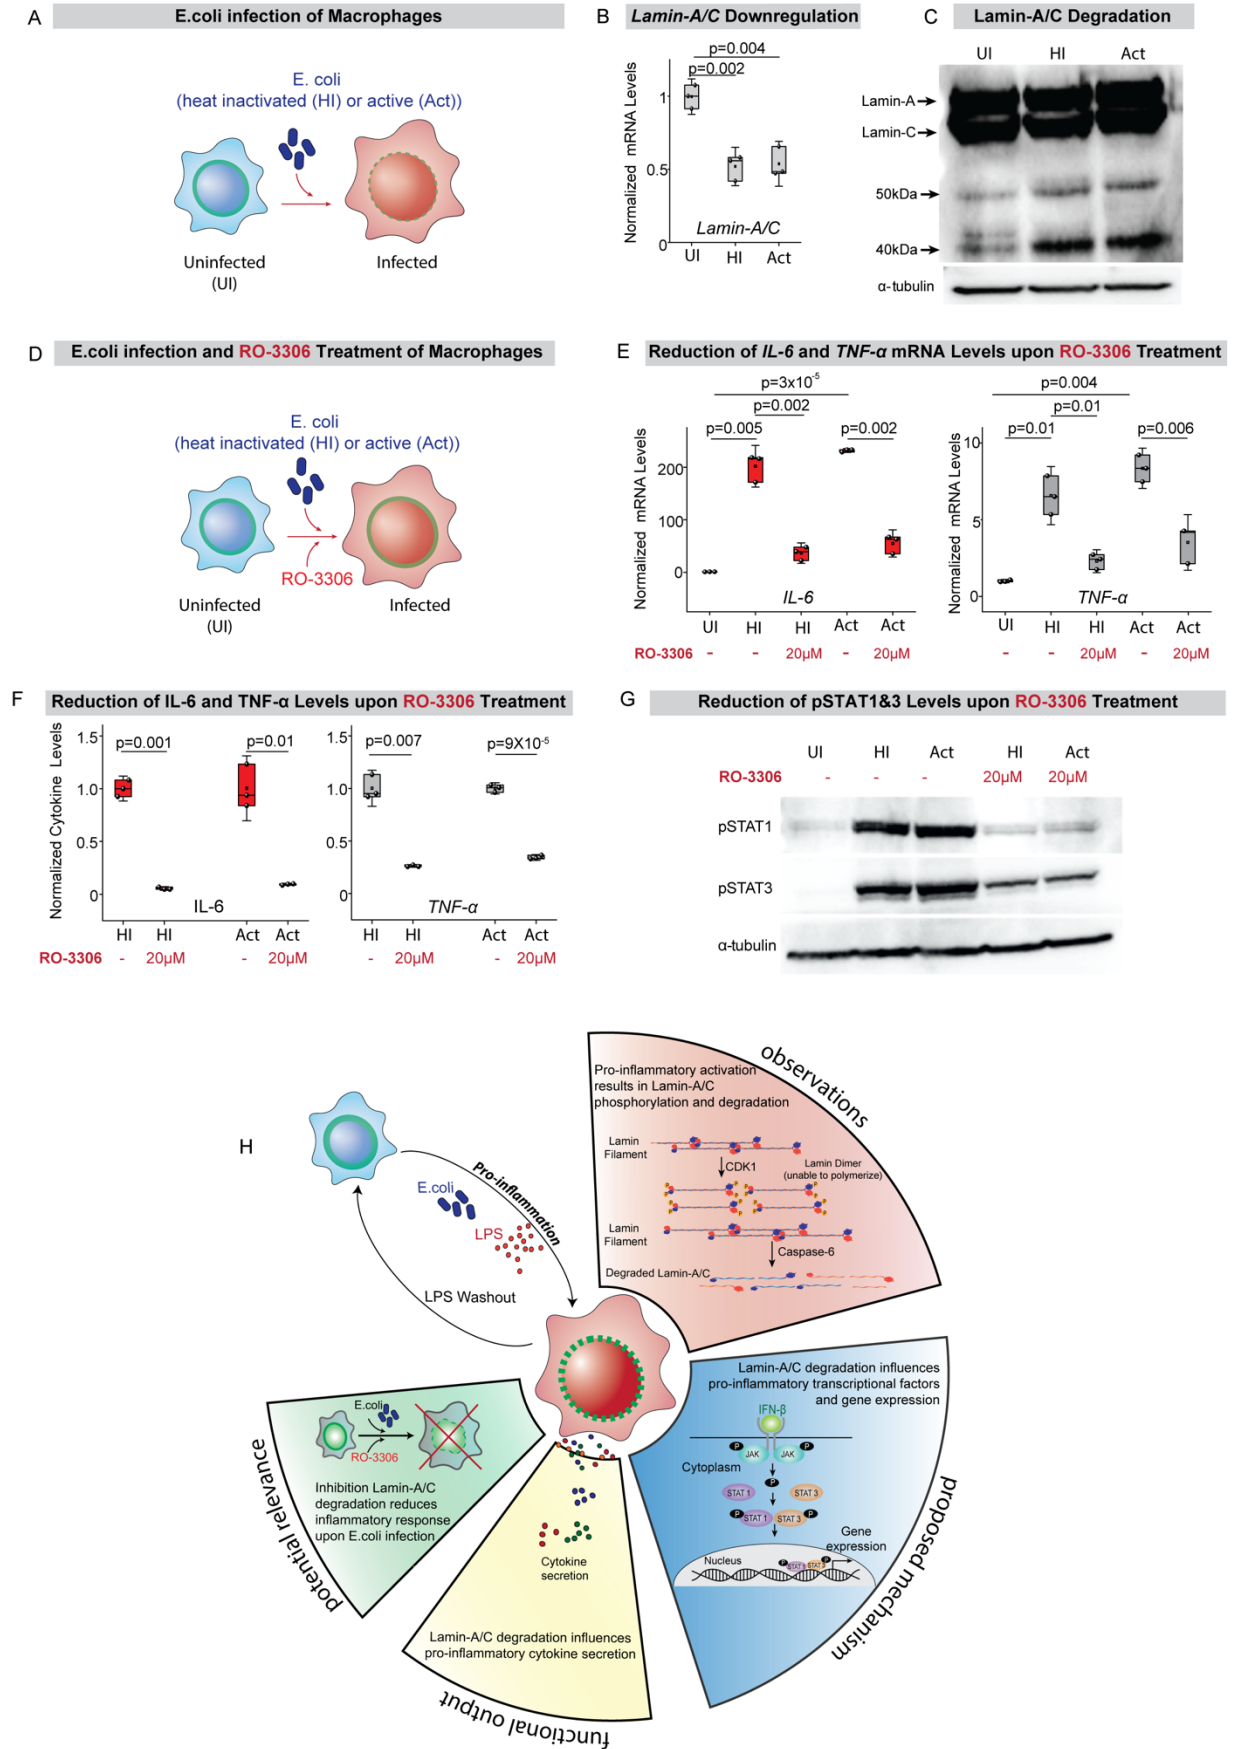 A
E.coli infection of Macrophages
E. coli
(heat inactivated (HI) or active (Act))
Uninfected
(UI)
Infected
B
Lamin-A/C Downregulation
p=0.004
p=0.002
Normalized mRNA Levels
1
0.5
0
Lamin-A/C
UI
HI
Act
C
Lamin-A/C Degradation
UI
HI
Act
Lamin-A
Lamin-C
50kDa
40kDa
α-tubulin
D
E.coli infection and RO-3306 Treatment of Macrophages
E. coli
(heat inactivated (HI) or active (Act))
RO-3306
Uninfected
(UI)
Infected
E
Reduction of IL-6 and TNF-α mRNA Levels upon RO-3306 Treatment
p=3x10-5
p=0.002
p=0.005
p=0.002
Normalized mRNA Levels
200
100
0
IL-6
UI HI HI Act Act
RO-3306 - - 20µM - 20µM
p=0.004
p=0.01
p=0.01
p=0.006
Normalized mRNA Levels
10
5
0
TNF-α
UI HI HI Act Act
- - 20µM - 20µM
F
Reduction of IL-6 and TNF-α Levels upon RO-3306 Treatment
Normalized Cytokine Levels
1.5
1.0
0.5
0
p=0.001
p=0.01
IL-6
HI HI Act Act
RO-3306 - 20µM - 20µM
1.5
1.0
0.5
0
p=0.007
p=9X10-5
TNF-α
HI HI Act Act
- 20µM - 20µM
G
Reduction of pSTAT1&3 Levels upon RO-3306 Treatment
UI HI Act HI Act
RO-3306 - - - 20µM 20µM
pSTAT1
pSTAT3
α-tubulin
H
Pro-inflammation
E.coli
LPS
LPS Washout
observations
Pro-inflammatory activation
results in Lamin-A/C
phosphorylation and degradation
Lamin
Filament
CDK1
Lamin Dimer
(unable to polymerize)
P P P P
P P P P
Lamin
Filament
Caspase-6
Degraded Lamin-A/C
proposed mechanism
Lamin-A/C degradation influences
pro-inflammatory transcriptional factors
and gene expression
IFN-β
P JAK JAK P
Cytoplasm
P
STAT 1 STAT 3
P STAT 1 STAT 3 P
Gene
expression
Nucleus
P STAT 1 STAT 3 P
functional output
Cytokine
secretion
Lamin-A/C degradation influences
pro-inflammatory cytokine secretion
potential relevance
E.coli
RO-3306
Inhibition Lamin-A/C
degradation reduces
inflammatory response
upon E.coli infection